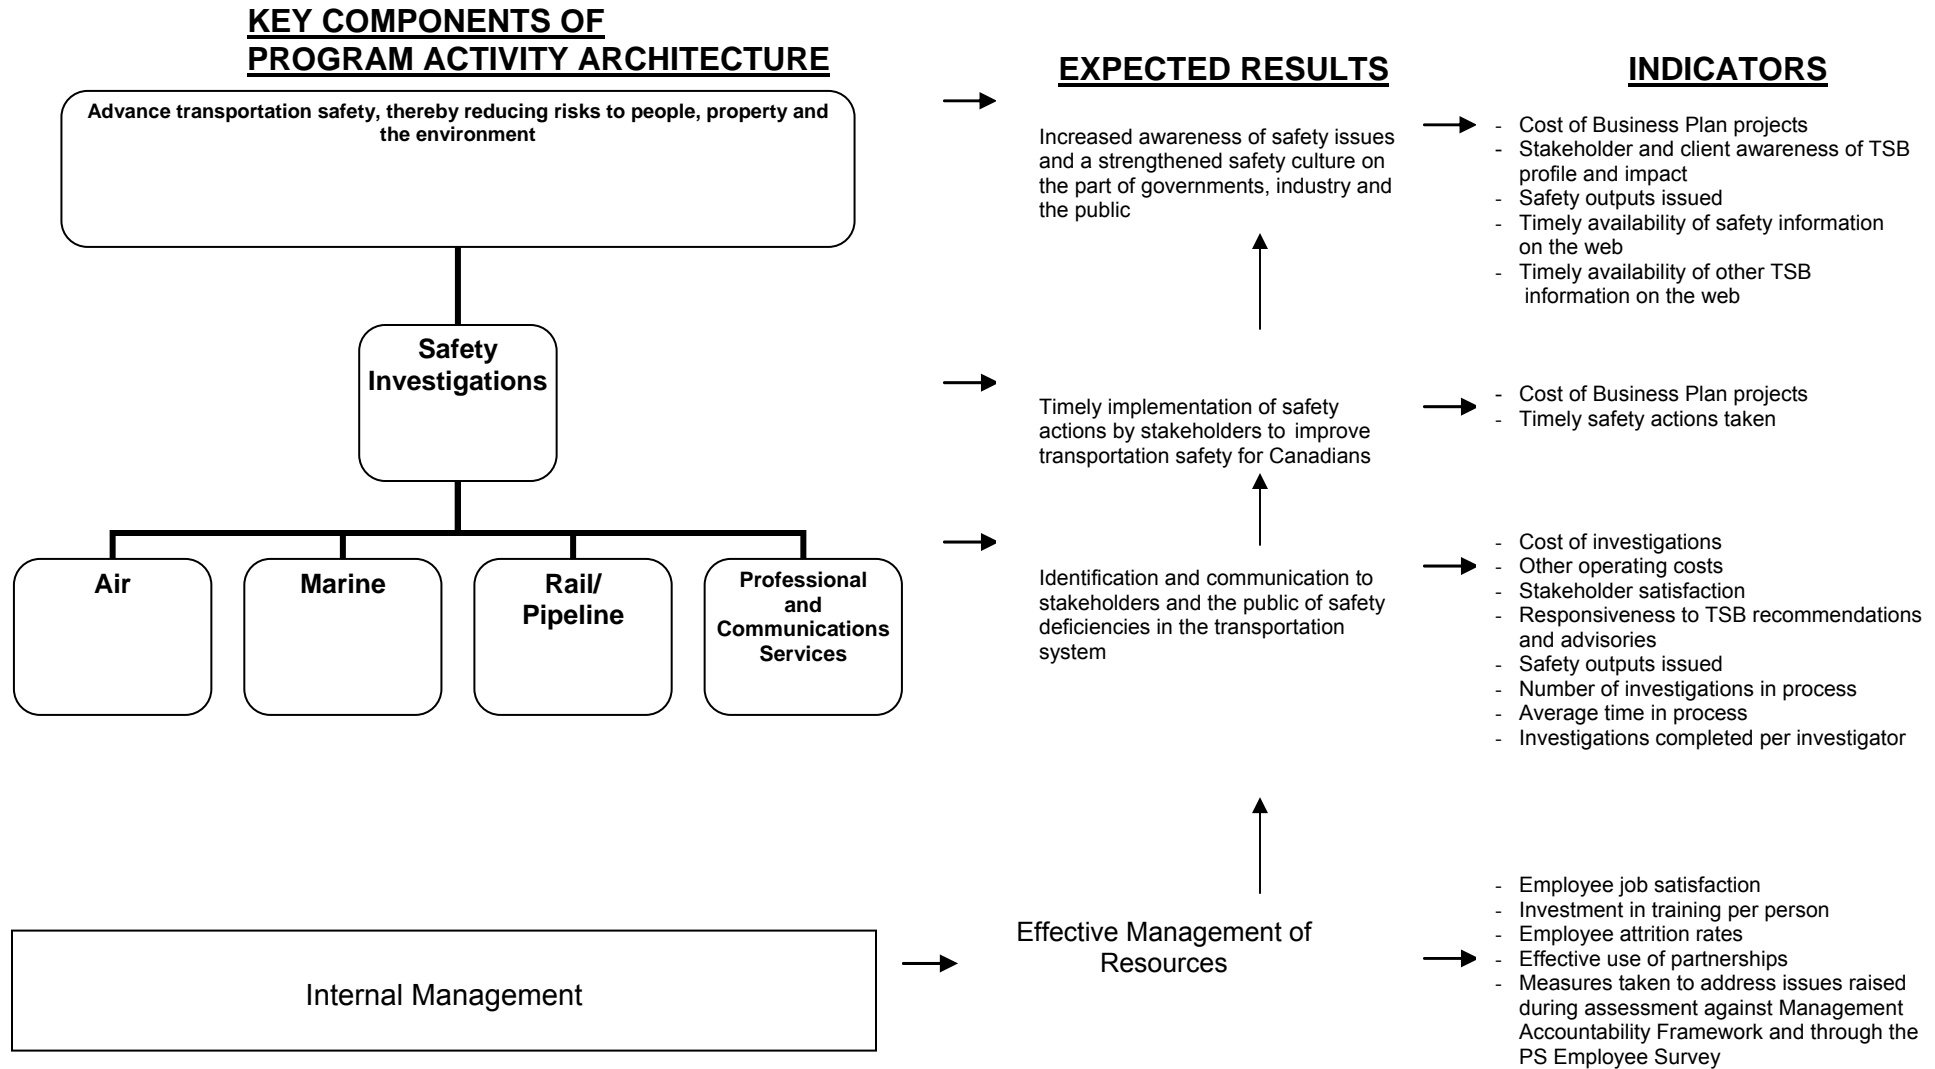 KEY COMPONENTS OF
PROGRAM ACTIVITY ARCHITECTURE
EXPECTED RESULTS
INDICATORS
Advance transportation safety, thereby reducing risks to people, property and
the environment
Increased awareness of safety issues
and a strengthened safety culture on
the part of governments, industry and
the public
- Cost of Business Plan projects
- Stakeholder and client awareness of TSB
profile and impact
- Safety outputs issued
- Timely availability of safety information
on the web
- Timely availability of other TSB
information on the web
Safety
Investigations
Timely implementation of safety
actions by stakeholders to improve
transportation safety for Canadians
- Cost of Business Plan projects
- Timely safety actions taken
Air
Marine
Rail/
Pipeline
Professional
and
Communications
Services
Identification and communication to
stakeholders and the public of safety
deficiencies in the transportation
system
- Cost of investigations
- Other operating costs
- Stakeholder satisfaction
- Responsiveness to TSB recommendations
and advisories
- Safety outputs issued
- Number of investigations in process
- Average time in process
- Investigations completed per investigator
Internal Management
Effective Management of
Resources
- Employee job satisfaction
- Investment in training per person
- Employee attrition rates
- Effective use of partnerships
- Measures taken to address issues raised
during assessment against Management
Accountability Framework and through the
PS Employee Survey